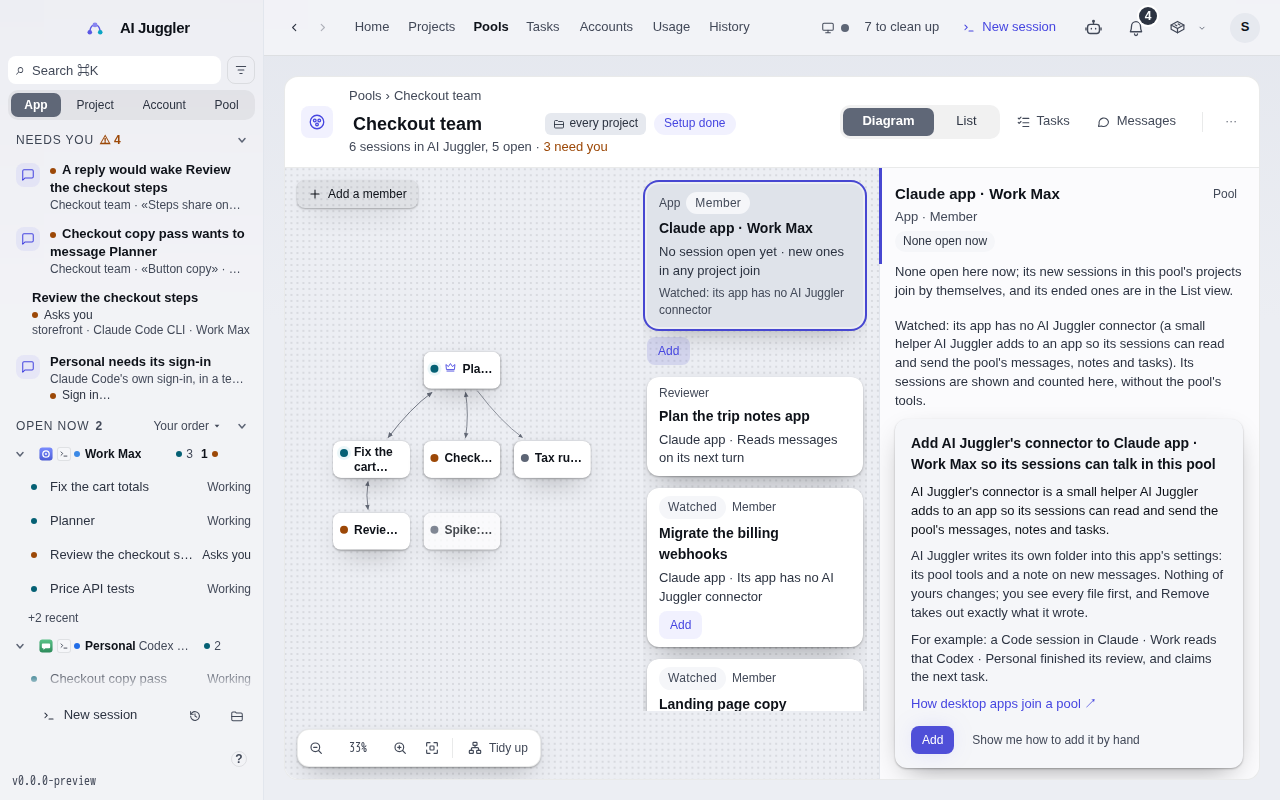 AI Juggler
Search ⌘K
App
Project
Account
Pool
NEEDS YOU
4
A reply would wake Review the checkout steps
Checkout team · «Steps share on…
Checkout copy pass wants to message Planner
Checkout team · «Button copy» · …
Review the checkout steps
Asks you
storefront · Claude Code CLI · Work Max
Personal needs its sign-in
Claude Code's own sign-in, in a te…
Sign in…
OPEN NOW 2
Your order
Work Max
3
1
Fix the cart totals
Working
Planner
Working
Review the checkout s…
Asks you
Price API tests
Working
+2 recent
Personal Codex …
2
Checkout copy pass
Working
New session
?
v0.0.0-preview
Home
Projects
Pools
Tasks
Accounts
Usage
History
7 to clean up
New session
4
S
Pools › Checkout team
Checkout team
every project
Setup done
6 sessions in AI Juggler, 5 open · 3 need you
Diagram
List
Tasks
Messages
Add a member
Pla…
Fix the cart…
Check…
Tax ru…
Revie…
Spike:…
33%
Tidy up
App
Member
Claude app · Work Max
No session open yet · new ones
in any project join
Watched: its app has no AI Juggler
connector
Add
Reviewer
Plan the trip notes app
Claude app · Reads messages
on its next turn
Watched
Member
Migrate the billing
webhooks
Claude app · Its app has no AI
Juggler connector
Add
Watched
Member
Landing page copy
Claude app · Work Max
Pool
App · Member
None open now
None open here now; its new sessions in this pool's projects
join by themselves, and its ended ones are in the List view.
Watched: its app has no AI Juggler connector (a small
helper AI Juggler adds to an app so its sessions can read
and send the pool's messages, notes and tasks). Its
sessions are shown and counted here, without the pool's
tools.
Add AI Juggler's connector to Claude app ·
Work Max so its sessions can talk in this pool
AI Juggler's connector is a small helper AI Juggler
adds to an app so its sessions can read and send the
pool's messages, notes and tasks.
AI Juggler writes its own folder into this app's settings:
its pool tools and a note on new messages. Nothing of
yours changes; you see every file first, and Remove
takes out exactly what it wrote.
For example: a Code session in Claude · Work reads
that Codex · Personal finished its review, and claims
the next task.
How desktop apps join a pool ↗
Add
Show me how to add it by hand